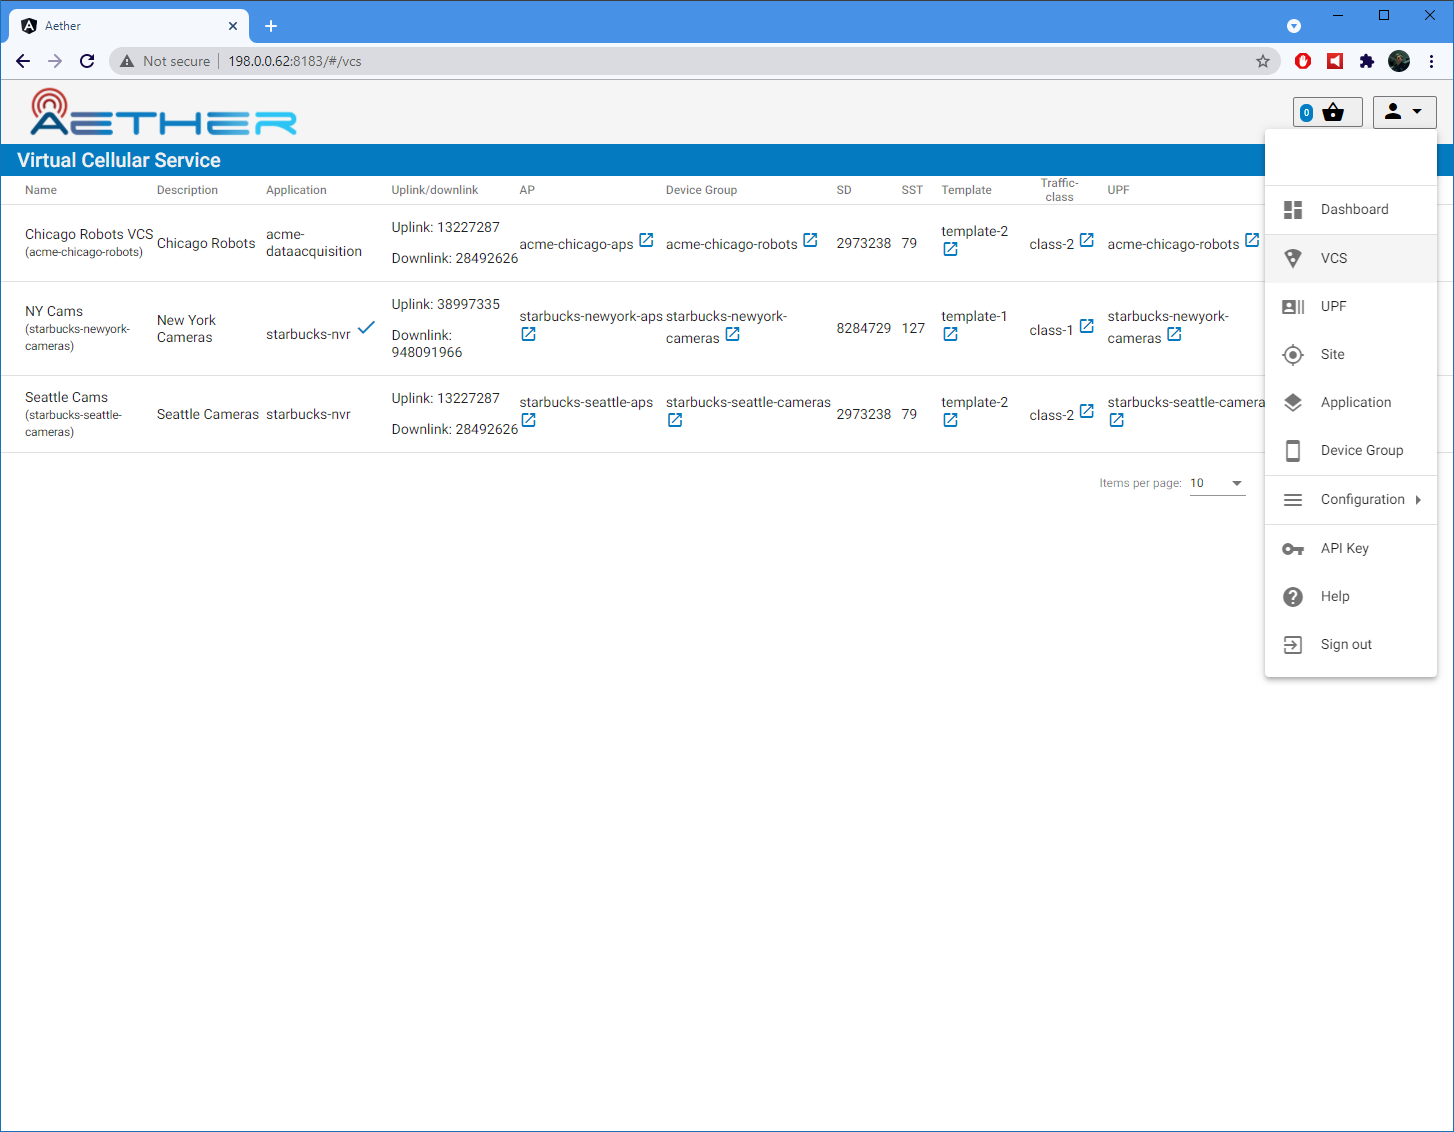 Aether
Not secure
198.0.0.62:8183/#/vcs
AETHER
0
Virtual Cellular Service
Name Description Application Uplink/downlink AP Device Group SD SST Template Traffic-class UPF
Chicago Robots VCS
(acme-chicago-robots)
Chicago Robots
acme-
dataacquisition
Uplink: 13227287
Downlink: 28492626
acme-chicago-aps
acme-chicago-robots
2973238
79
template-2
class-2
acme-chicago-robots
NY Cams
(starbucks-newyork-
cameras)
New York
Cameras
starbucks-nvr
Uplink: 38997335
Downlink:
948091966
starbucks-newyork-aps
starbucks-newyork-
cameras
8284729
127
template-1
class-1
starbucks-newyork-
cameras
Seattle Cams
(starbucks-seattle-
cameras)
Seattle Cameras
starbucks-nvr
Uplink: 13227287
Downlink: 28492626
starbucks-seattle-aps
starbucks-seattle-cameras
2973238
79
template-2
class-2
starbucks-seattle-camera
Items per page: 10
Dashboard
VCS
UPF
Site
Application
Device Group
Configuration
API Key
Help
Sign out